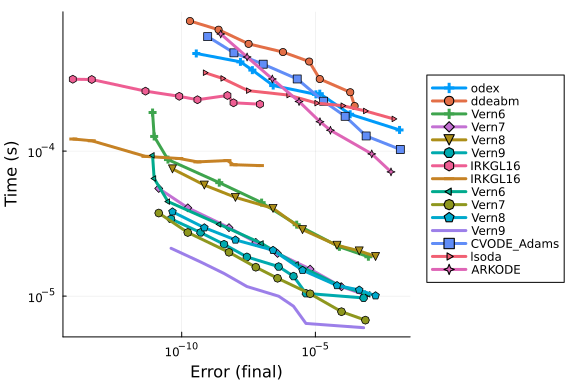 Time (s)
10⁻⁴
10⁻⁵
10⁻¹⁰
10⁻⁵
Error (final)
odex
ddeabm
Vern6
Vern7
Vern8
Vern9
IRKGL16
IRKGL16
Vern6
Vern7
Vern8
Vern9
CVODE_Adams
lsoda
ARKODE